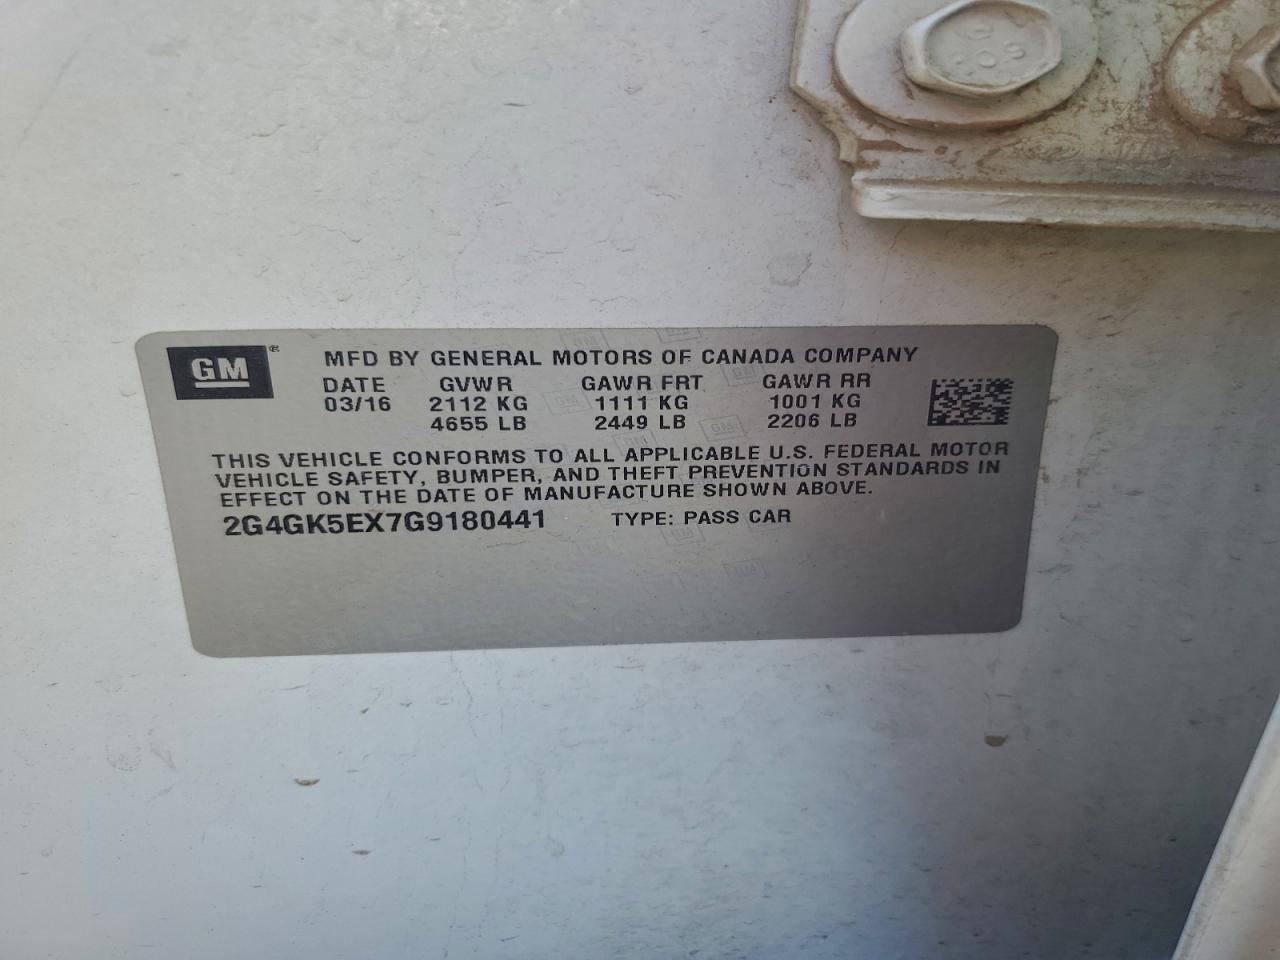 GM® MFD BY GENERAL MOTORS OF CANADA COMPANY
DATE GVWR GAWR FRT GAWR RR
03/16 2112 KG 1111 KG 1001 KG
4655 LB 2449 LB 2206 LB
THIS VEHICLE CONFORMS TO ALL APPLICABLE U.S. FEDERAL MOTOR
VEHICLE SAFETY, BUMPER, AND THEFT PREVENTION STANDARDS IN
EFFECT ON THE DATE OF MANUFACTURE SHOWN ABOVE.
2G4GK5EX7G9180441 TYPE: PASS CAR